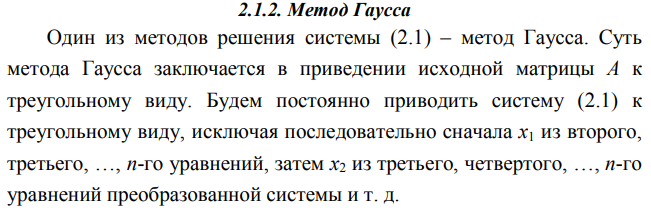 2.1.2. Метод Гаусса
Один из методов решения системы (2.1) – метод Гаусса. Суть
метода Гаусса заключается в приведении исходной матрицы A к
треугольному виду. Будем постоянно приводить систему (2.1) к
треугольному виду, исключая последовательно сначала x₁ из второго,
третьего, …, n-го уравнений, затем x₂ из третьего, четвертого, …, n-го
уравнений преобразованной системы и т. д.